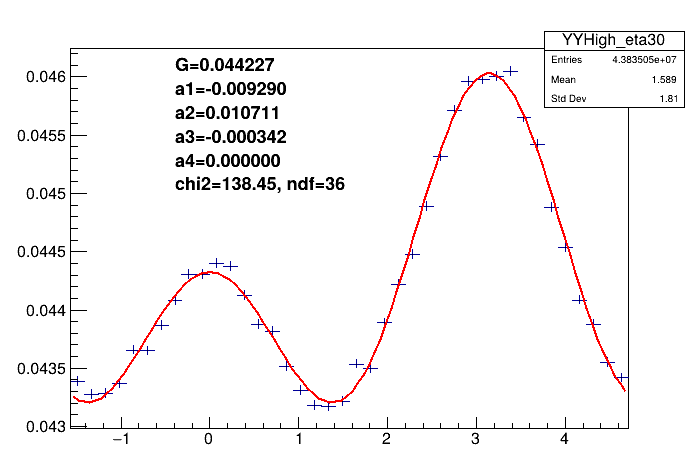 YYHigh_eta30
Entries 4.383505e+07
Mean 1.589
Std Dev 1.81
G=0.044227
a1=-0.009290
a2=0.010711
a3=-0.000342
a4=0.000000
chi2=138.45, ndf=36
0.046
0.0455
0.045
0.0445
0.044
0.0435
0.043
−1 0 1 2 3 4